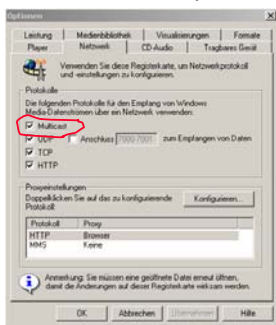 Optionen
Leistung Medienbibliothek Visualisierungen Formate
Player Netzwerk CD-Audio Tragbares Gerät
Verwenden Sie diese Registerkarte, um Netzwerkprotokoll
und -einstellungen zu konfigurieren.
Protokolle
Die folgenden Protokolle für den Empfang von Windows
Media-Datenströmen über ein Netzwerk verwenden:
Multicast
UDP Anschluss 7000-7001 zum Empfangen von Daten
TCP
HTTP
Proxyeinstellungen
Doppelklicken Sie auf das zu konfigurierende
Protokoll:
Konfigurieren...
Protokoll Proxy
HTTP Browser
MMS Keine
Anmerkung: Sie müssen eine geöffnete Datei erneut öffnen,
damit die Änderungen auf dieser Registerkarte wirksam werden.
OK Abbrechen Übernehmen Hilfe